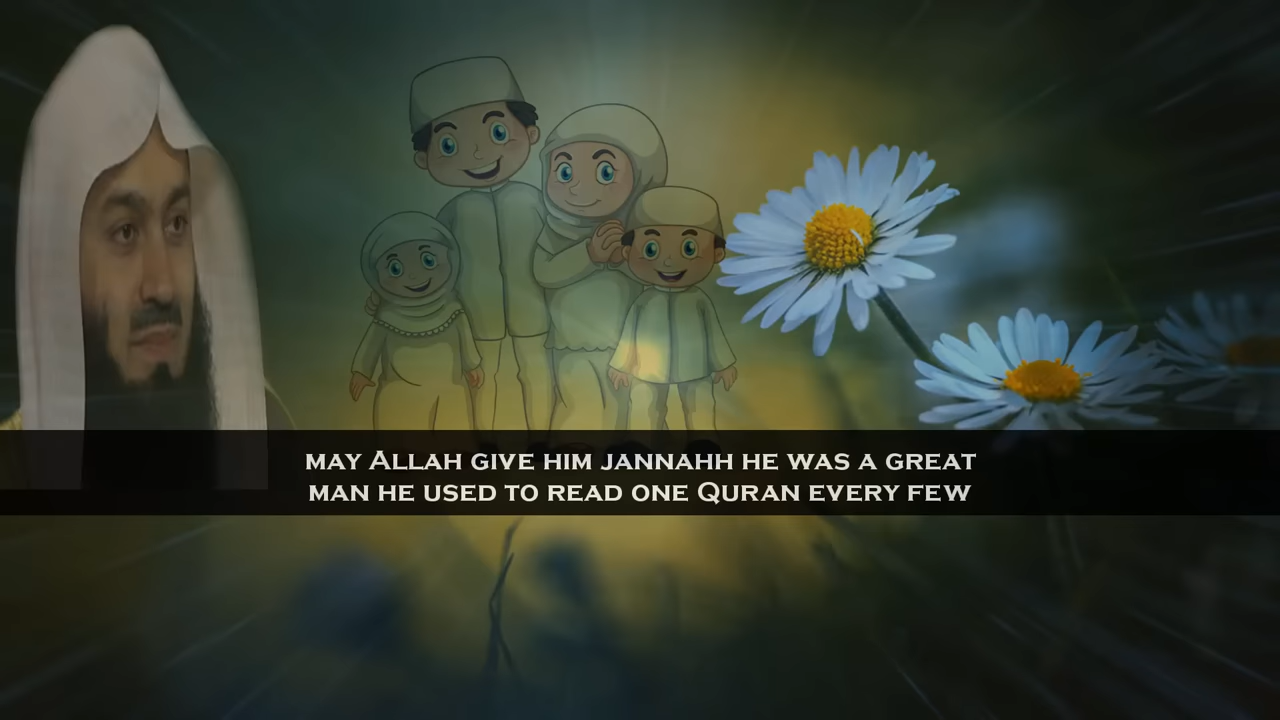 MAY ALLAH GIVE HIM JANNAHH HE WAS A GREAT
MAN HE USED TO READ ONE QURAN EVERY FEW